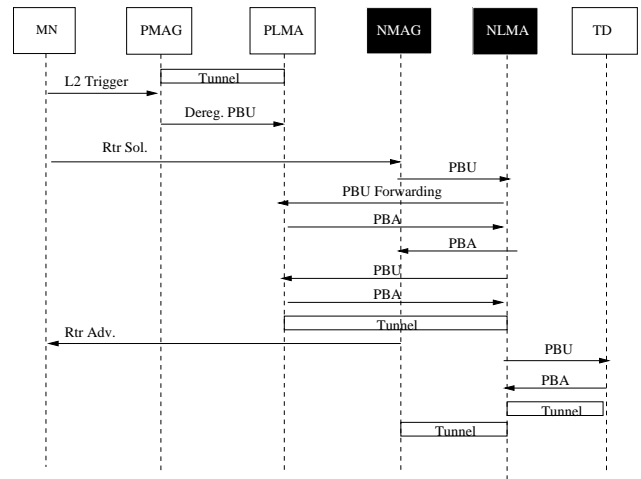 MN PMAG PLMA NMAG NLMA TD
Tunnel
L2 Trigger
Dereg. PBU
Rtr Sol.
PBU
PBU Forwarding
PBA
PBA
PBU
PBA
Tunnel
Rtr Adv.
PBU
PBA
Tunnel
Tunnel